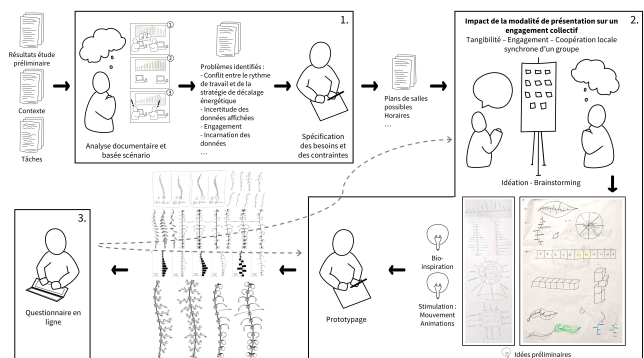 1.
Résultats étude
préliminaire
Contexte
Tâches
1
2
3
Analyse documentaire et
basée scénario
Problèmes identifiés :
- Conflit entre le rythme
de travail et de la
stratégie de décalage
énergétique
- Incertitude des
données affichées
- Engagement
- Incarnation des
données
...
Spécification
des besoins et
des contraintes
Plans de salles
possibles
Horaires
...
2.
Impact de la modalité de présentation sur un
engagement collectif
Tangibilité – Engagement – Coopération locale
synchrone d'un groupe
Idéation - Brainstorming
Idées préliminaires
Bio-
inspiration
Stimulation :
Mouvement
Animations
Prototypage
3.
Questionnaire en
ligne